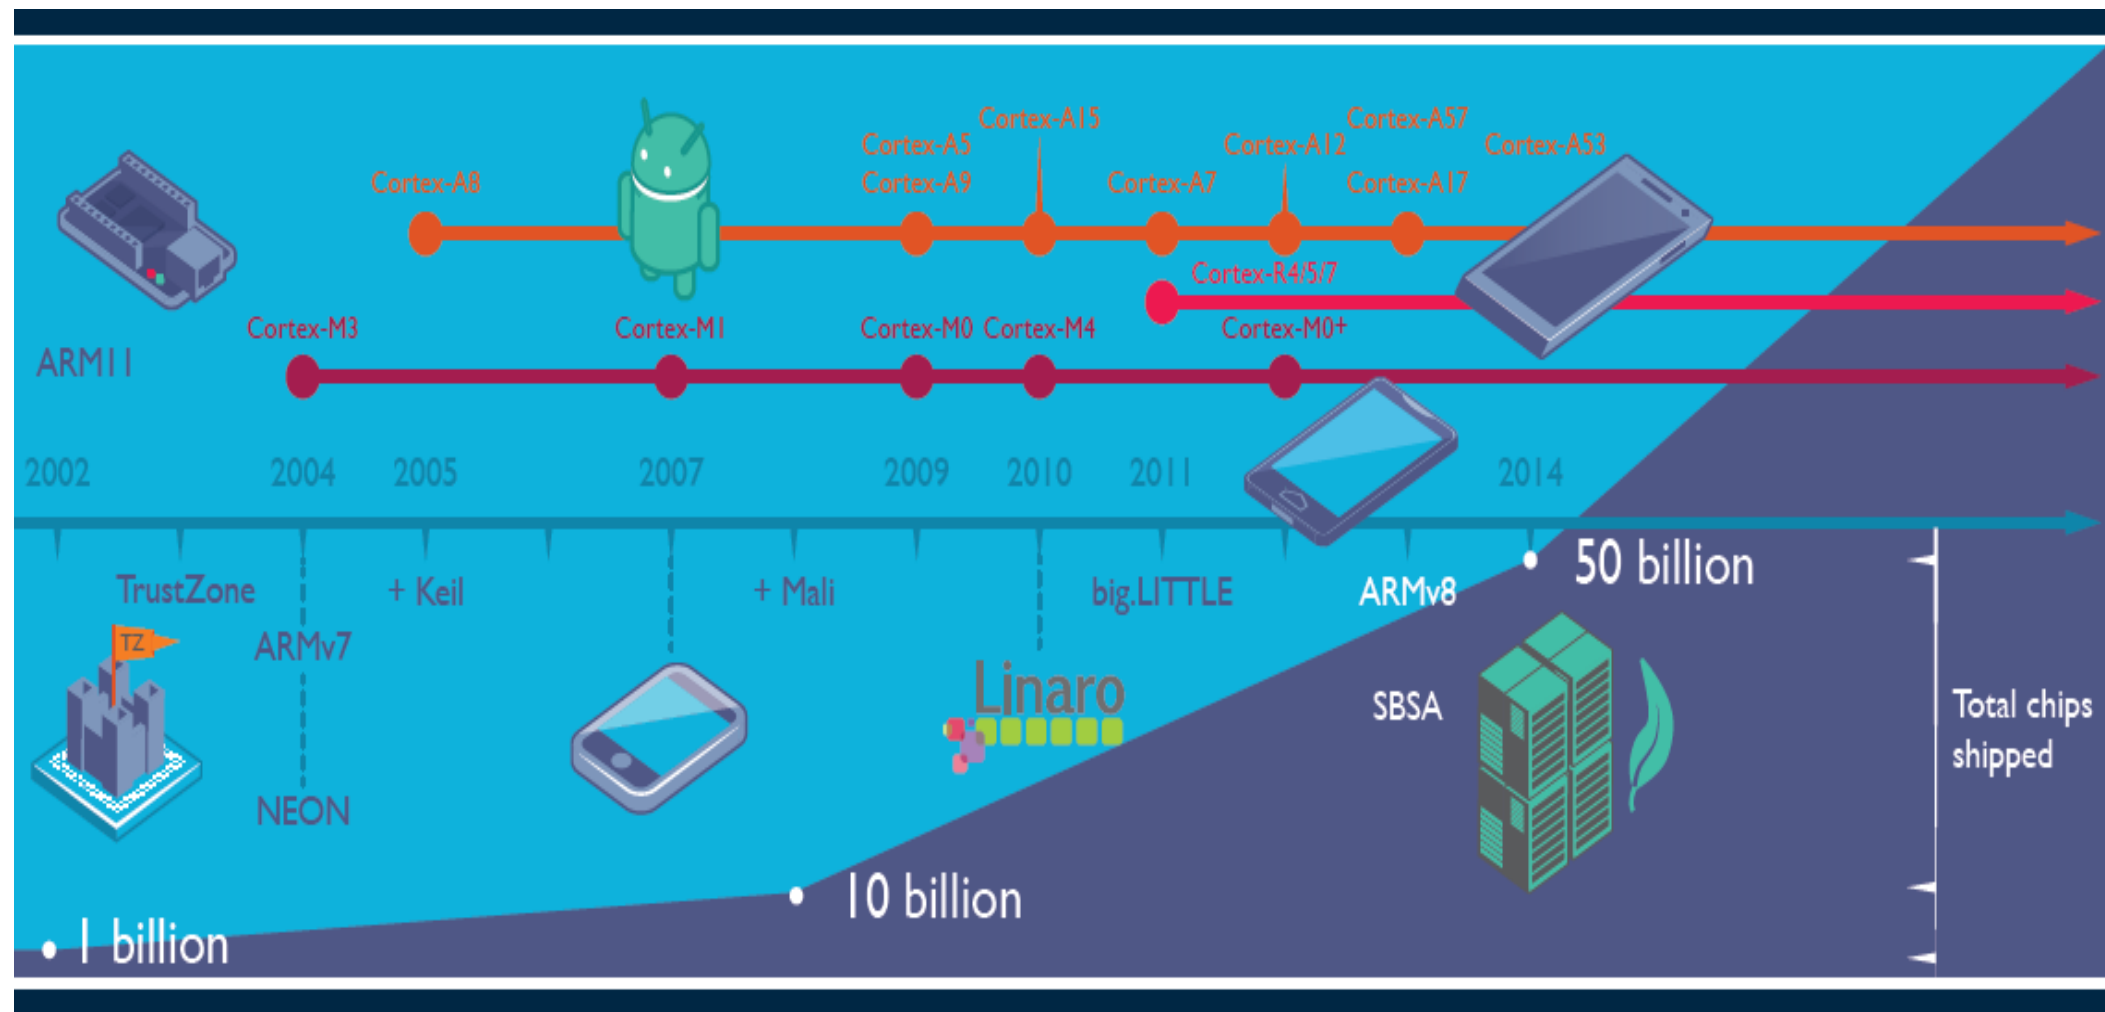 Cortex-A15
Cortex-A57
Cortex-A5
Cortex-A12
Cortex-A53
Cortex-A8
Cortex-A9
Cortex-A7
Cortex-A17
Cortex-R4/5/7
Cortex-M3
Cortex-M1
Cortex-M0
Cortex-M4
Cortex-M0+
ARM11
2002
2004
2005
2007
2009
2010
2011
2014
50 billion
TrustZone
+ Keil
+ Mali
big.LITTLE
ARMv8
TZ
ARMv7
Linaro
SBSA
Total chips
shipped
NEON
10 billion
1 billion